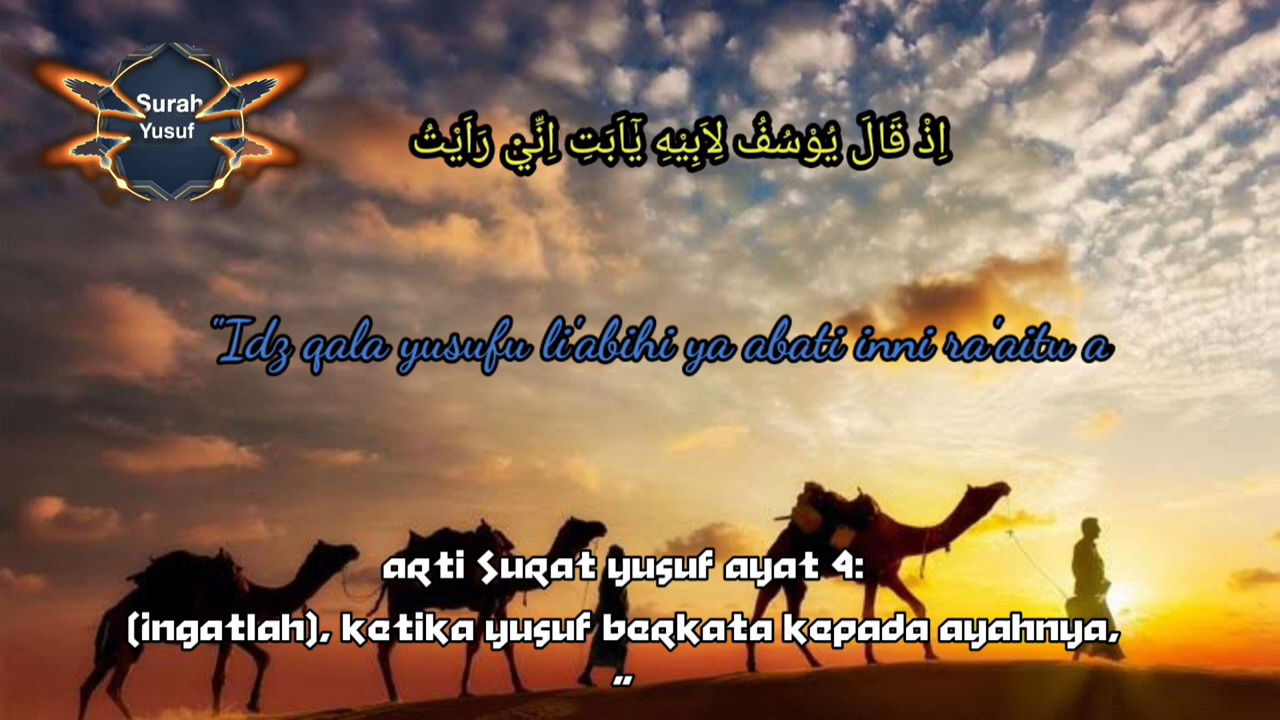 Surah
Yusuf
اِذْ قَالَ يُوْسُفُ لِاَبِيْهِ يٰٓاَبَتِ اِنِّيْ رَاَيْتُ
"Idz qala yusufu li'abihi ya abati inni ra'aitu a
arti Surat yusuf ayat 4:
(ingatlah), ketika yusuf berkata kepada ayahnya,
"